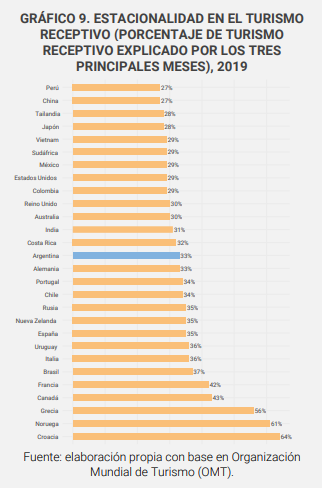 GRÁFICO 9. ESTACIONALIDAD EN EL TURISMO
RECEPTIVO (PORCENTAJE DE TURISMO
RECEPTIVO EXPLICADO POR LOS TRES
PRINCIPALES MESES), 2019
Perú 27%
China 27%
Tailandia 28%
Japón 28%
Vietnam 29%
Sudáfrica 29%
México 29%
Estados Unidos 29%
Colombia 29%
Reino Unido 30%
Australia 30%
India 31%
Costa Rica 32%
Argentina 33%
Alemania 33%
Portugal 34%
Chile 34%
Rusia 35%
Nueva Zelanda 35%
España 35%
Uruguay 36%
Italia 36%
Brasil 37%
Francia 42%
Canadá 43%
Grecia 56%
Noruega 61%
Croacia 64%
Fuente: elaboración propia con base en Organización
Mundial de Turismo (OMT).